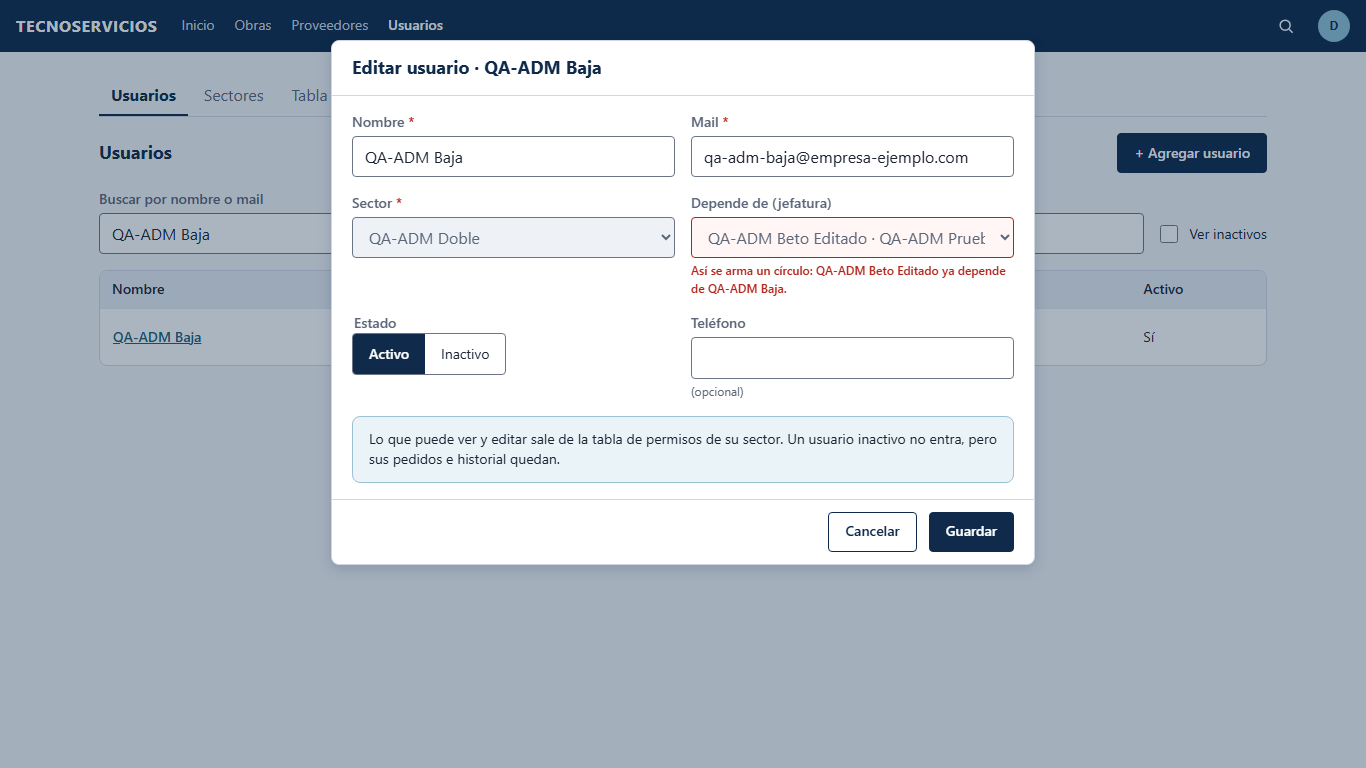 TECNOSERVICIOS Inicio Obras Proveedores Usuarios D
Editar usuario · QA-ADM Baja
Usuarios Sectores Tabla
Nombre * Mail *
QA-ADM Baja qa-adm-baja@empresa-ejemplo.com
Usuarios + Agregar usuario
Buscar por nombre o mail Sector * Depende de (jefatura)
QA-ADM Baja QA-ADM Doble QA-ADM Beto Editado · QA-ADM Prueb Ver inactivos
Así se arma un círculo: QA-ADM Beto Editado ya depende
de QA-ADM Baja.
Nombre Activo
Estado Teléfono
QA-ADM Baja Sí
Activo Inactivo
(opcional)
Lo que puede ver y editar sale de la tabla de permisos de su sector. Un usuario inactivo no entra, pero
sus pedidos e historial quedan.
Cancelar Guardar